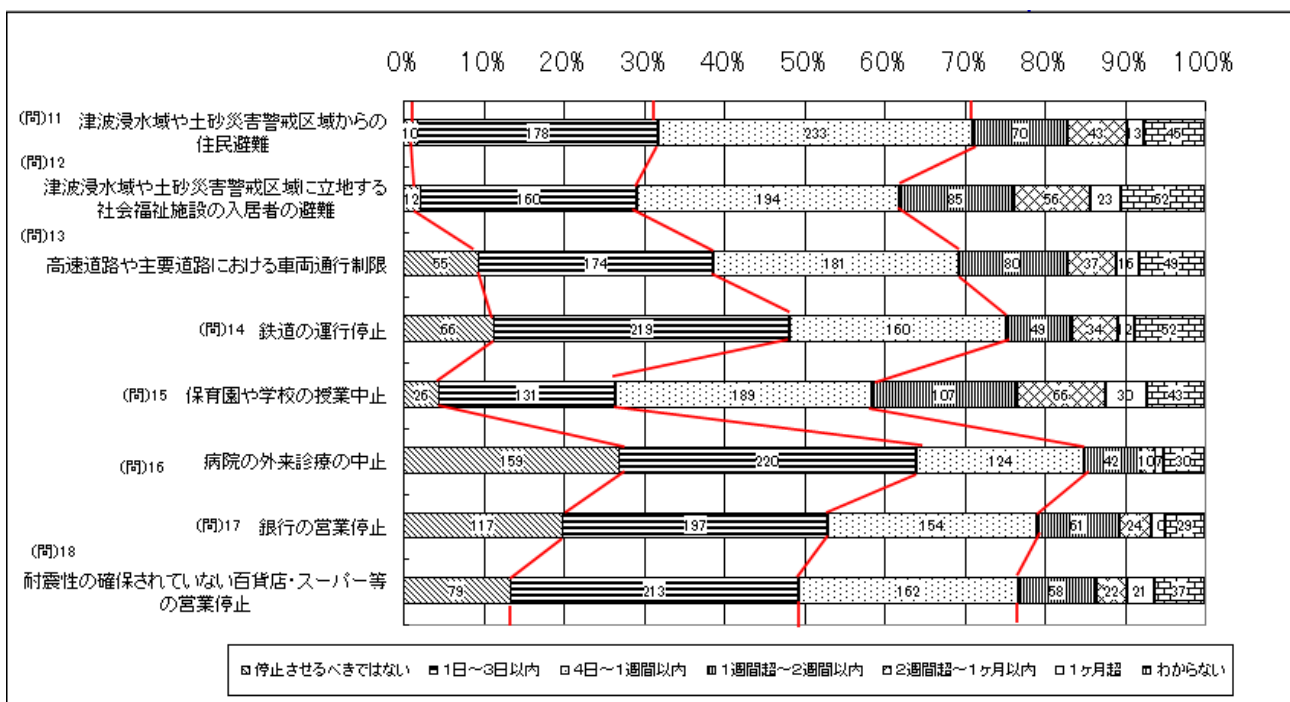 0% 10% 20% 30% 40% 50% 60% 70% 80% 90% 100%
(問)11 津波浸水域や土砂災害警戒区域からの
住民避難
10 178 233 70 43 13 45
(問)12
津波浸水域や土砂災害警戒区域に立地する
社会福祉施設の入居者の避難
12 160 194 85 56 23 62
(問)13
高速道路や主要道路における車両通行制限
55 174 181 80 37 16 49
(問)14 鉄道の運行停止
66 219 160 49 34 12 52
(問)15 保育園や学校の授業中止
26 131 189 107 66 30 43
(問)16 病院の外来診療の中止
159 220 124 42 10 7 30
(問)17 銀行の営業停止
117 197 154 61 24 29
(問)18
耐震性の確保されていない百貨店・スーパー等
の営業停止
79 213 162 58 22 21 37
停止させるべきではない 1日～3日以内 4日～1週間以内 1週間超～2週間以内 2週間超～1ヶ月以内 1ヶ月超 わからない